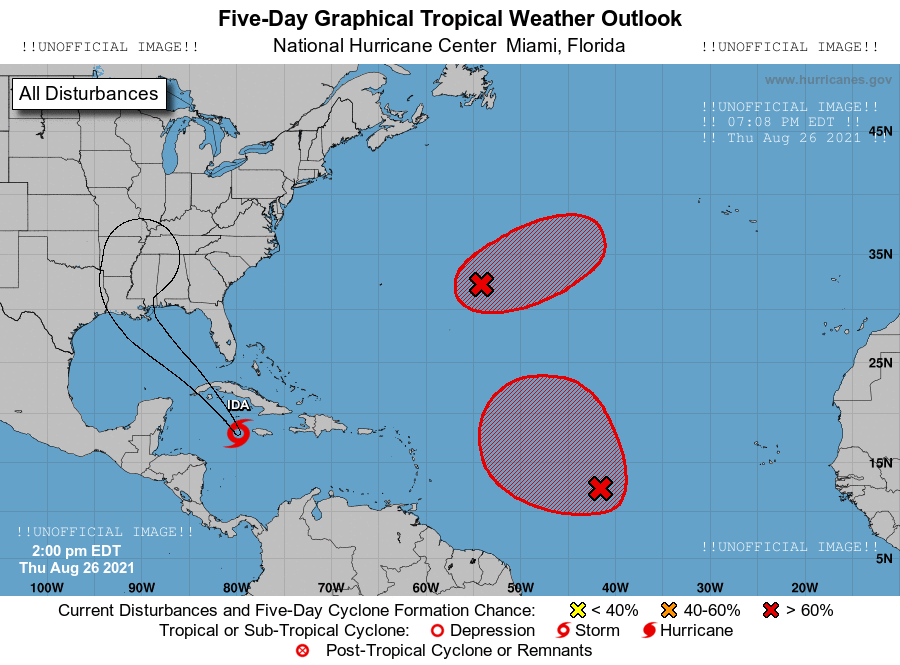 Five-Day Graphical Tropical Weather Outlook
!!UNOFFICIAL IMAGE!! National Hurricane Center Miami, Florida !!UNOFFICIAL IMAGE!!
www.hurricanes.gov
All Disturbances
!!UNOFFICIAL IMAGE!!
!! 07:08 PM EDT !!
!! Thu Aug 26 2021 !!
45N
35N
25N
IDA
15N
!!UNOFFICIAL IMAGE!!
2:00 pm EDT
!!UNOFFICIAL IMAGE!!
5N
Thu Aug 26 2021
100W 90W 80W 70W 60W 50W 40W 30W 20W
Current Disturbances and Five-Day Cyclone Formation Chance: < 40% 40-60% > 60%
Tropical or Sub-Tropical Cyclone: Depression Storm Hurricane
Post-Tropical Cyclone or Remnants